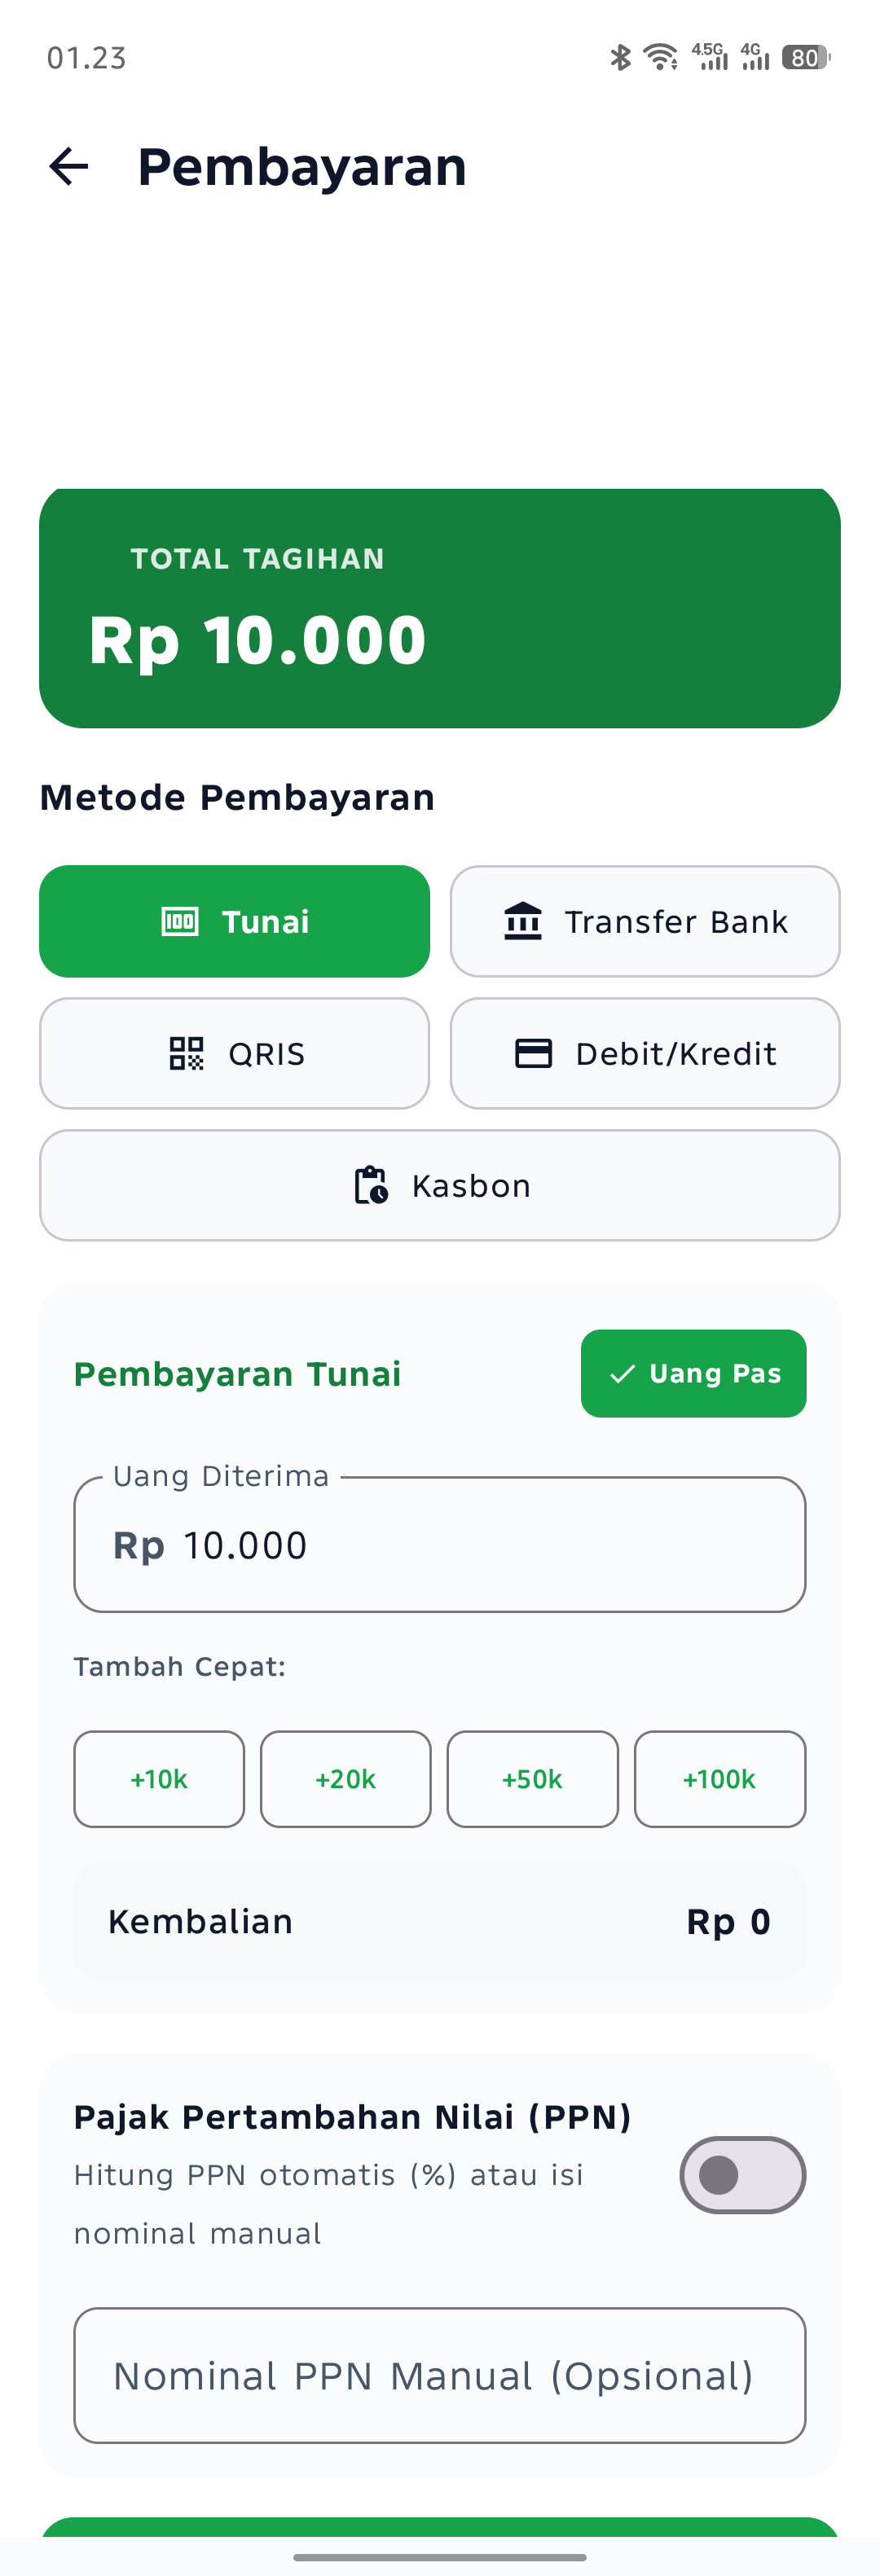 01.23
4.5G 4G 80
Pembayaran
TOTAL TAGIHAN
Rp 10.000
Metode Pembayaran
100 Tunai
Transfer Bank
QRIS
Debit/Kredit
Kasbon
Pembayaran Tunai
Uang Pas
Uang Diterima
Rp 10.000
Tambah Cepat:
+10k +20k +50k +100k
Kembalian Rp 0
Pajak Pertambahan Nilai (PPN)
Hitung PPN otomatis (%) atau isi
nominal manual
Nominal PPN Manual (Opsional)